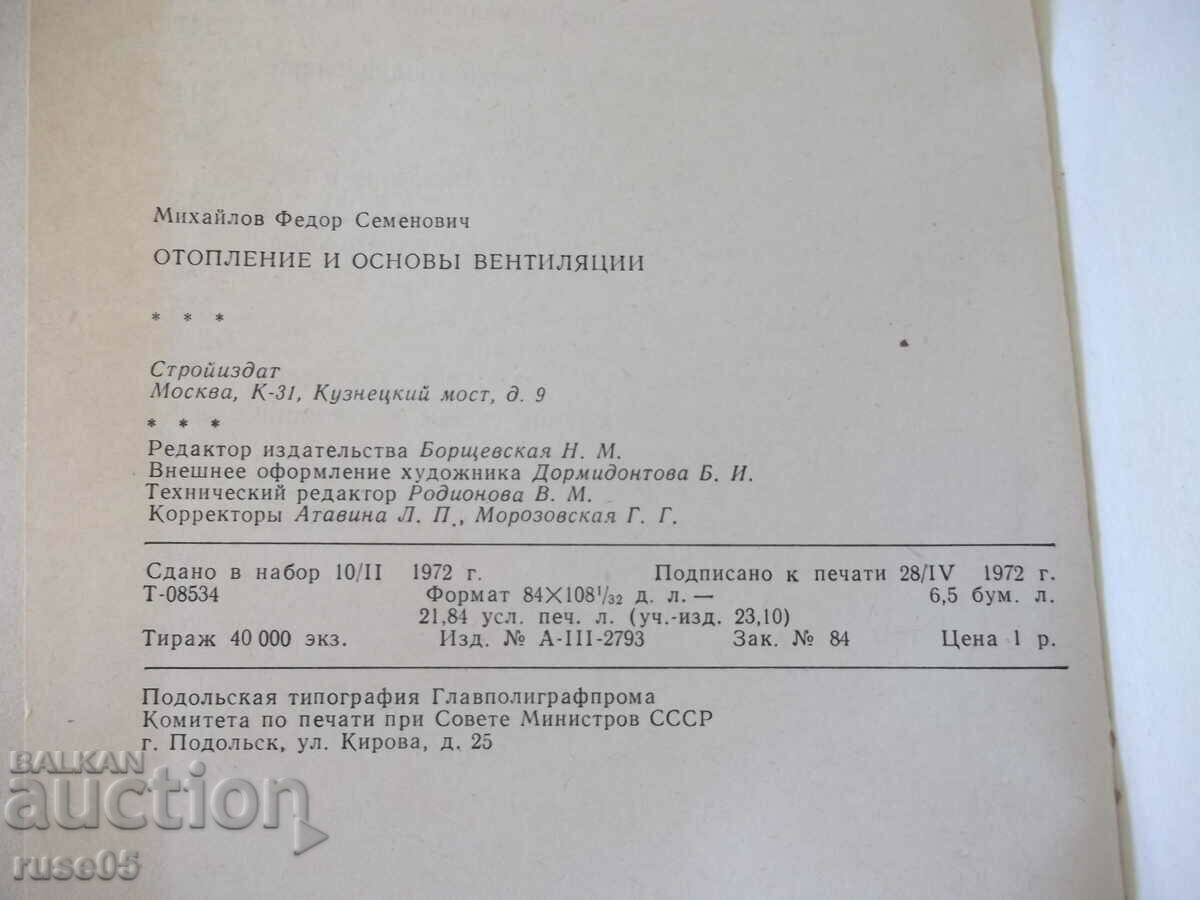 Михайлов Федор Семенович
ОТОПЛЕНИЕ И ОСНОВЫ ВЕНТИЛЯЦИИ
* * *
Стройиздат
Москва, К-31, Кузнецкий мост, д. 9
* * *
Редактор издательства Борщевская Н. М.
Внешнее оформление художника Дормидонтова Б. И.
Технический редактор Родионова В. М.
Корректоры Атавина Л. П., Морозовская Г. Г.
Сдано в набор 10/II 1972 г. Подписано к печати 28/IV 1972 г.
Т-08534 Формат 84×108¹/₃₂ д. л. — 6,5 бум. л.
21,84 усл. печ. л. (уч.-изд. 23,10)
Тираж 40 000 экз. Изд. № А-III-2793 Зак. № 84 Цена 1 р.
Подольская типография Главполиграфпрома
Комитета по печати при Совете Министров СССР
г. Подольск, ул. Кирова, д. 25
BALKAN
auction
ruse05